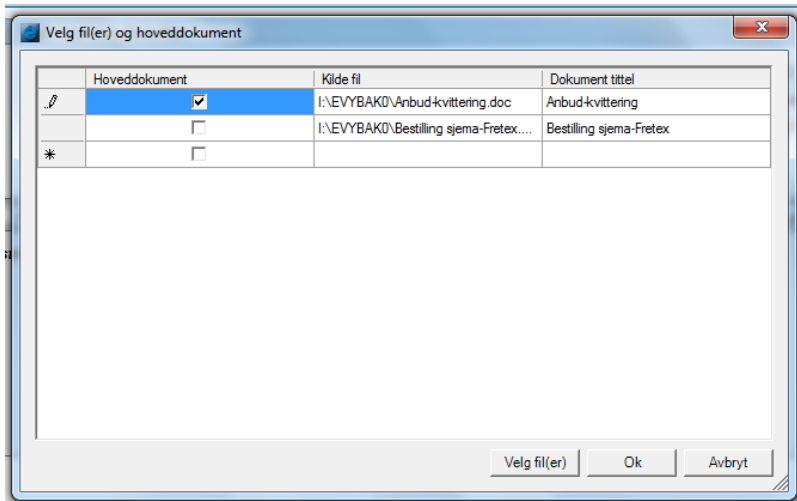 Velg fil(er) og hoveddokument
Hoveddokument Kilde fil Dokument tittel
I:\EVYBAK0\Anbud-kvittering.doc Anbud-kvittering
I:\EVYBAK0\Bestilling sjema-Fretex.... Bestilling sjema-Fretex
Velg fil(er) Ok Avbryt